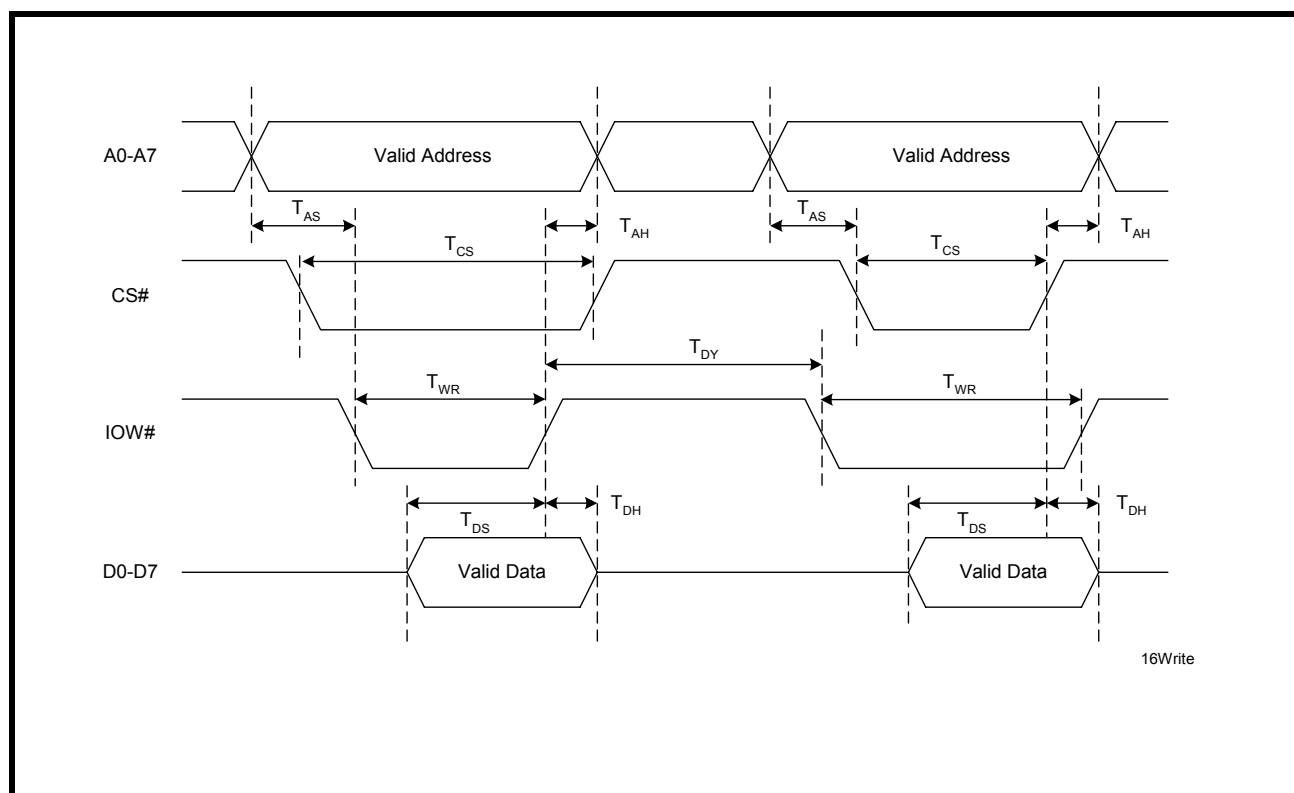 A0-A7
Valid Address
Valid Address
TAS
TAH
TAS
TAH
TCS
TCS
CS#
TDY
TWR
TWR
IOW#
TDS
TDH
TDS
TDH
D0-D7
Valid Data
Valid Data
16Write